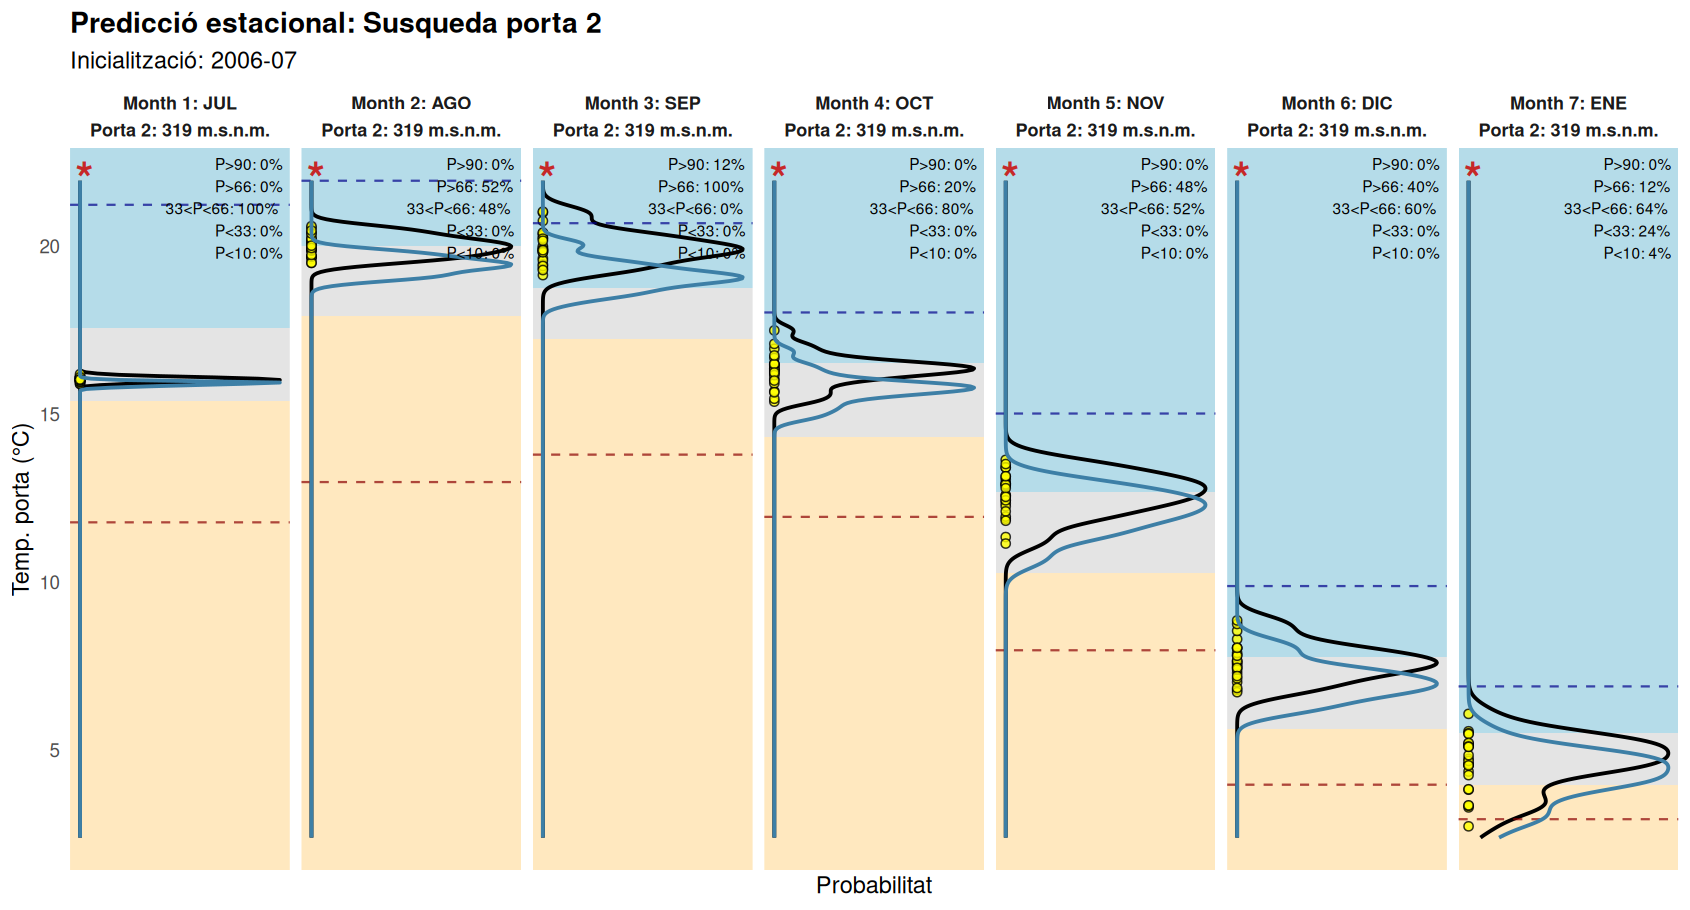 Predicció estacional: Susqueda porta 2
Inicialització: 2006-07
Month 1: JUL
Porta 2: 319 m.s.n.m.
Month 2: AGO
Porta 2: 319 m.s.n.m.
Month 3: SEP
Porta 2: 319 m.s.n.m.
Month 4: OCT
Porta 2: 319 m.s.n.m.
Month 5: NOV
Porta 2: 319 m.s.n.m.
Month 6: DIC
Porta 2: 319 m.s.n.m.
Month 7: ENE
Porta 2: 319 m.s.n.m.
*
P>90: 0%
P>66: 0%
33<P<66: 100%
P<33: 0%
P<10: 0%
*
P>90: 0%
P>66: 52%
33<P<66: 48%
P<33: 0%
P<10: 0%
*
P>90: 12%
P>66: 100%
33<P<66: 0%
P<33: 0%
P<10: 0%
*
P>90: 0%
P>66: 20%
33<P<66: 80%
P<33: 0%
P<10: 0%
*
P>90: 0%
P>66: 48%
33<P<66: 52%
P<33: 0%
P<10: 0%
*
P>90: 0%
P>66: 40%
33<P<66: 60%
P<33: 0%
P<10: 0%
*
P>90: 0%
P>66: 12%
33<P<66: 64%
P<33: 24%
P<10: 4%
20
15
10
5
Temp. porta (°C)
Probabilitat